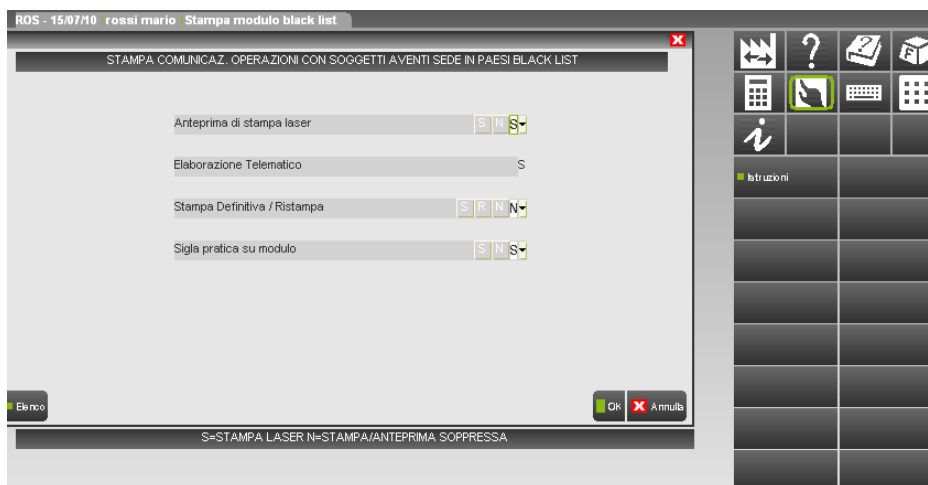 ROS - 15/07/10 rossi mario Stampa modulo black list
STAMPA COMUNICAZ. OPERAZIONI CON SOGGETTI AVENTI SEDE IN PAESI BLACK LIST
Anteprima di stampa laser S N S
Elaborazione Telematico S
Stampa Definitiva / Ristampa S R N N
Sigla pratica su modulo S N S
Istruzioni
Elenco
Ok
Annulla
S=STAMPA LASER N=STAMPA/ANTEPRIMA SOPPRESSA